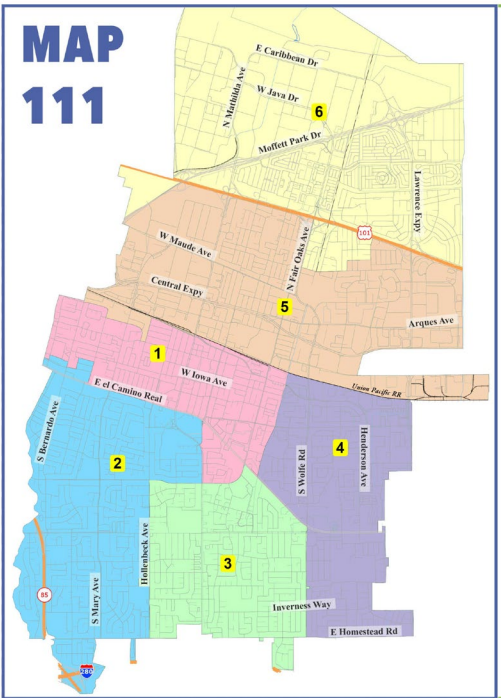 MAP
111
E Caribbean Dr
N Mathilda Ave
W Java Dr
6
Moffett Park Dr
Lawrence Expy
101
W Maude Ave
N Fair Oaks Ave
Central Expy
5
Arques Ave
1
W Iowa Ave
Union Pacific RR
E el Camino Real
S Bernardo Ave
2
4
S Wolfe Rd
Henderson Ave
Hollenbeck Ave
3
85
S Mary Ave
Inverness Way
E Homestead Rd
280